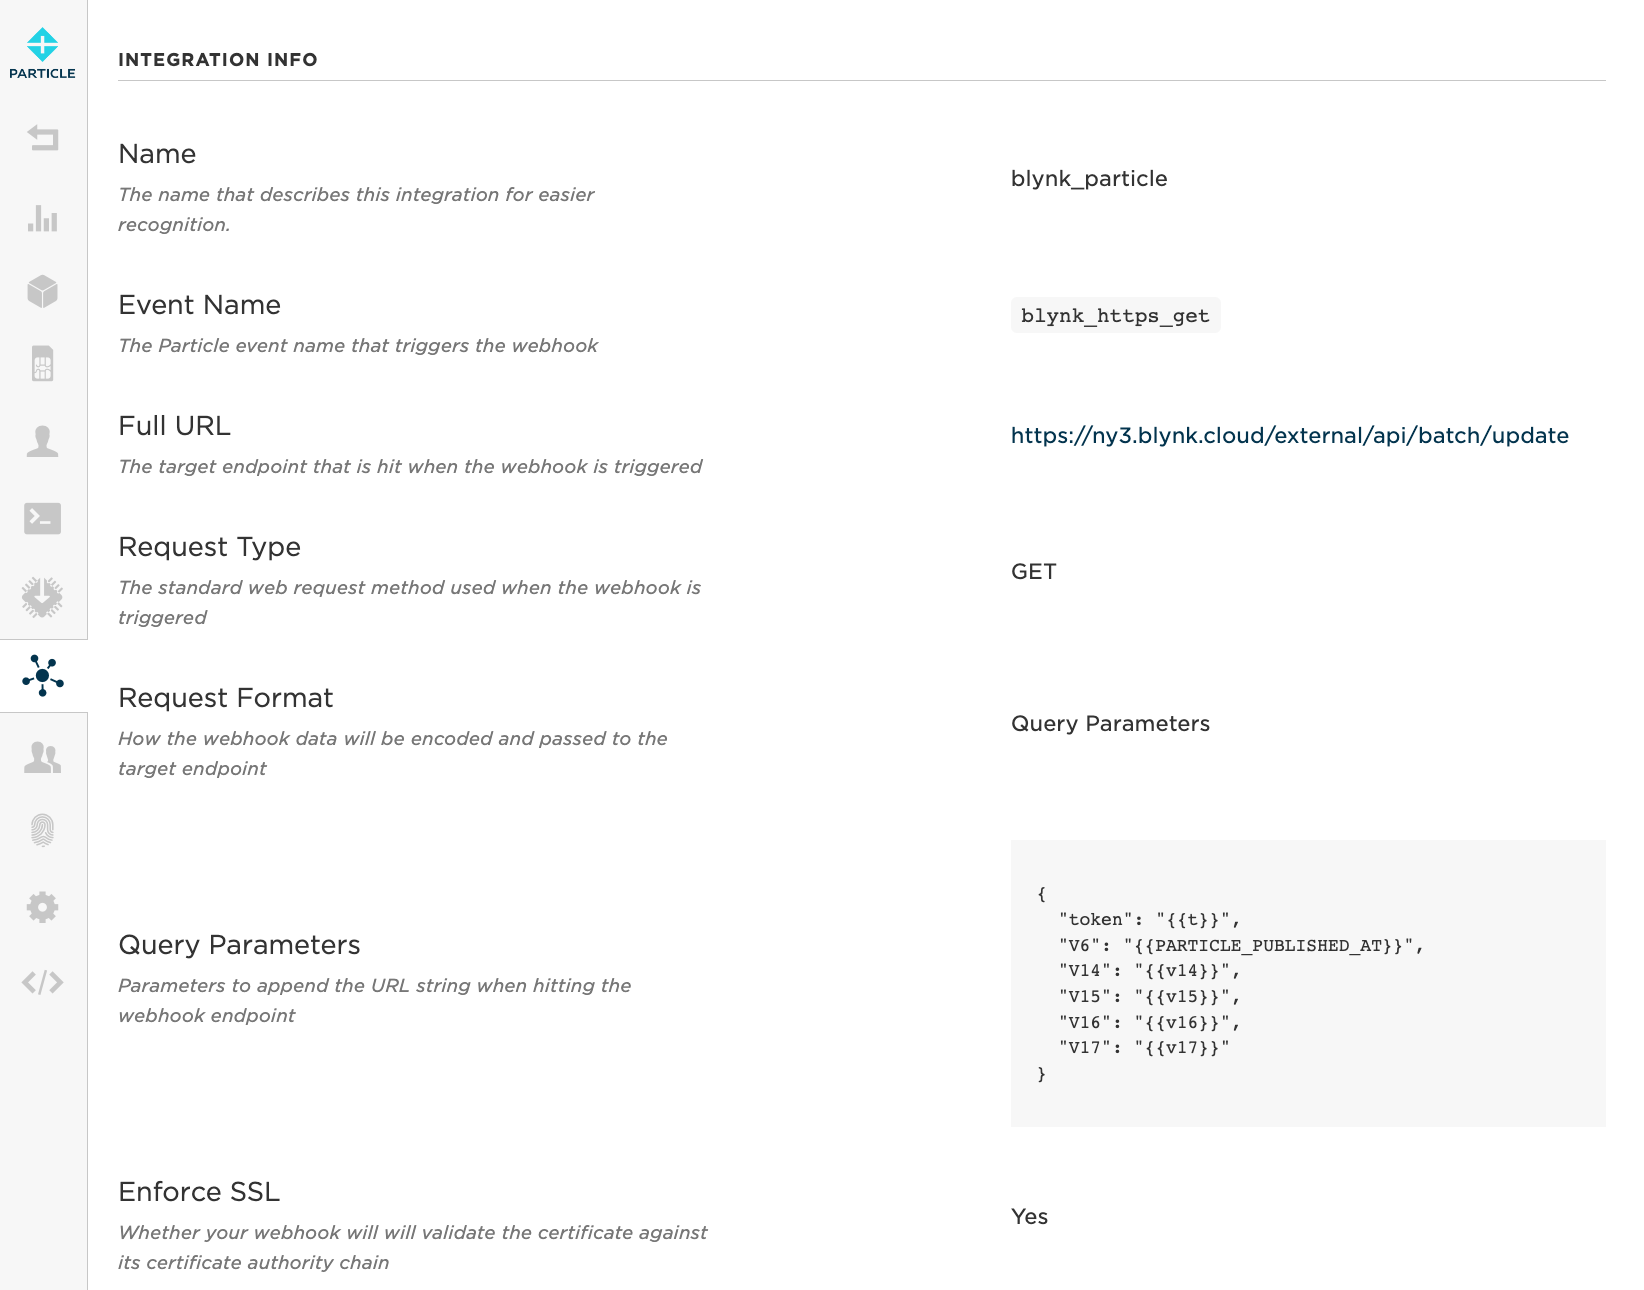 PARTICLE
INTEGRATION INFO
Name
The name that describes this integration for easier
recognition.
blynk_particle
Event Name
The Particle event name that triggers the webhook
blynk_https_get
Full URL
The target endpoint that is hit when the webhook is triggered
https://ny3.blynk.cloud/external/api/batch/update
Request Type
The standard web request method used when the webhook is
triggered
GET
Request Format
How the webhook data will be encoded and passed to the
target endpoint
Query Parameters
Query Parameters
Parameters to append the URL string when hitting the
webhook endpoint
{
"token": "{{t}}",
"V6": "{{PARTICLE_PUBLISHED_AT}}",
"V14": "{{v14}}",
"V15": "{{v15}}",
"V16": "{{v16}}",
"V17": "{{v17}}"
}
Enforce SSL
Whether your webhook will will validate the certificate against
its certificate authority chain
Yes